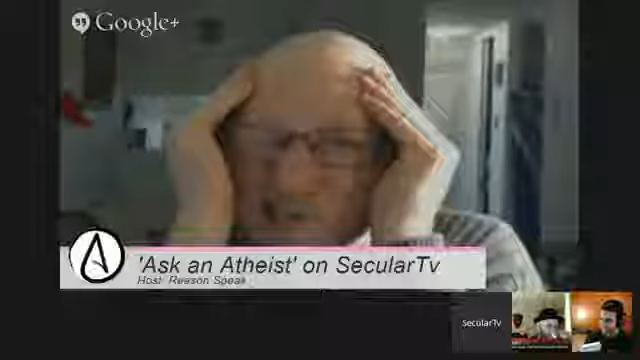 Google+
'Ask an Atheist' on SecularTv
Host: Reason Speak
SecularTv